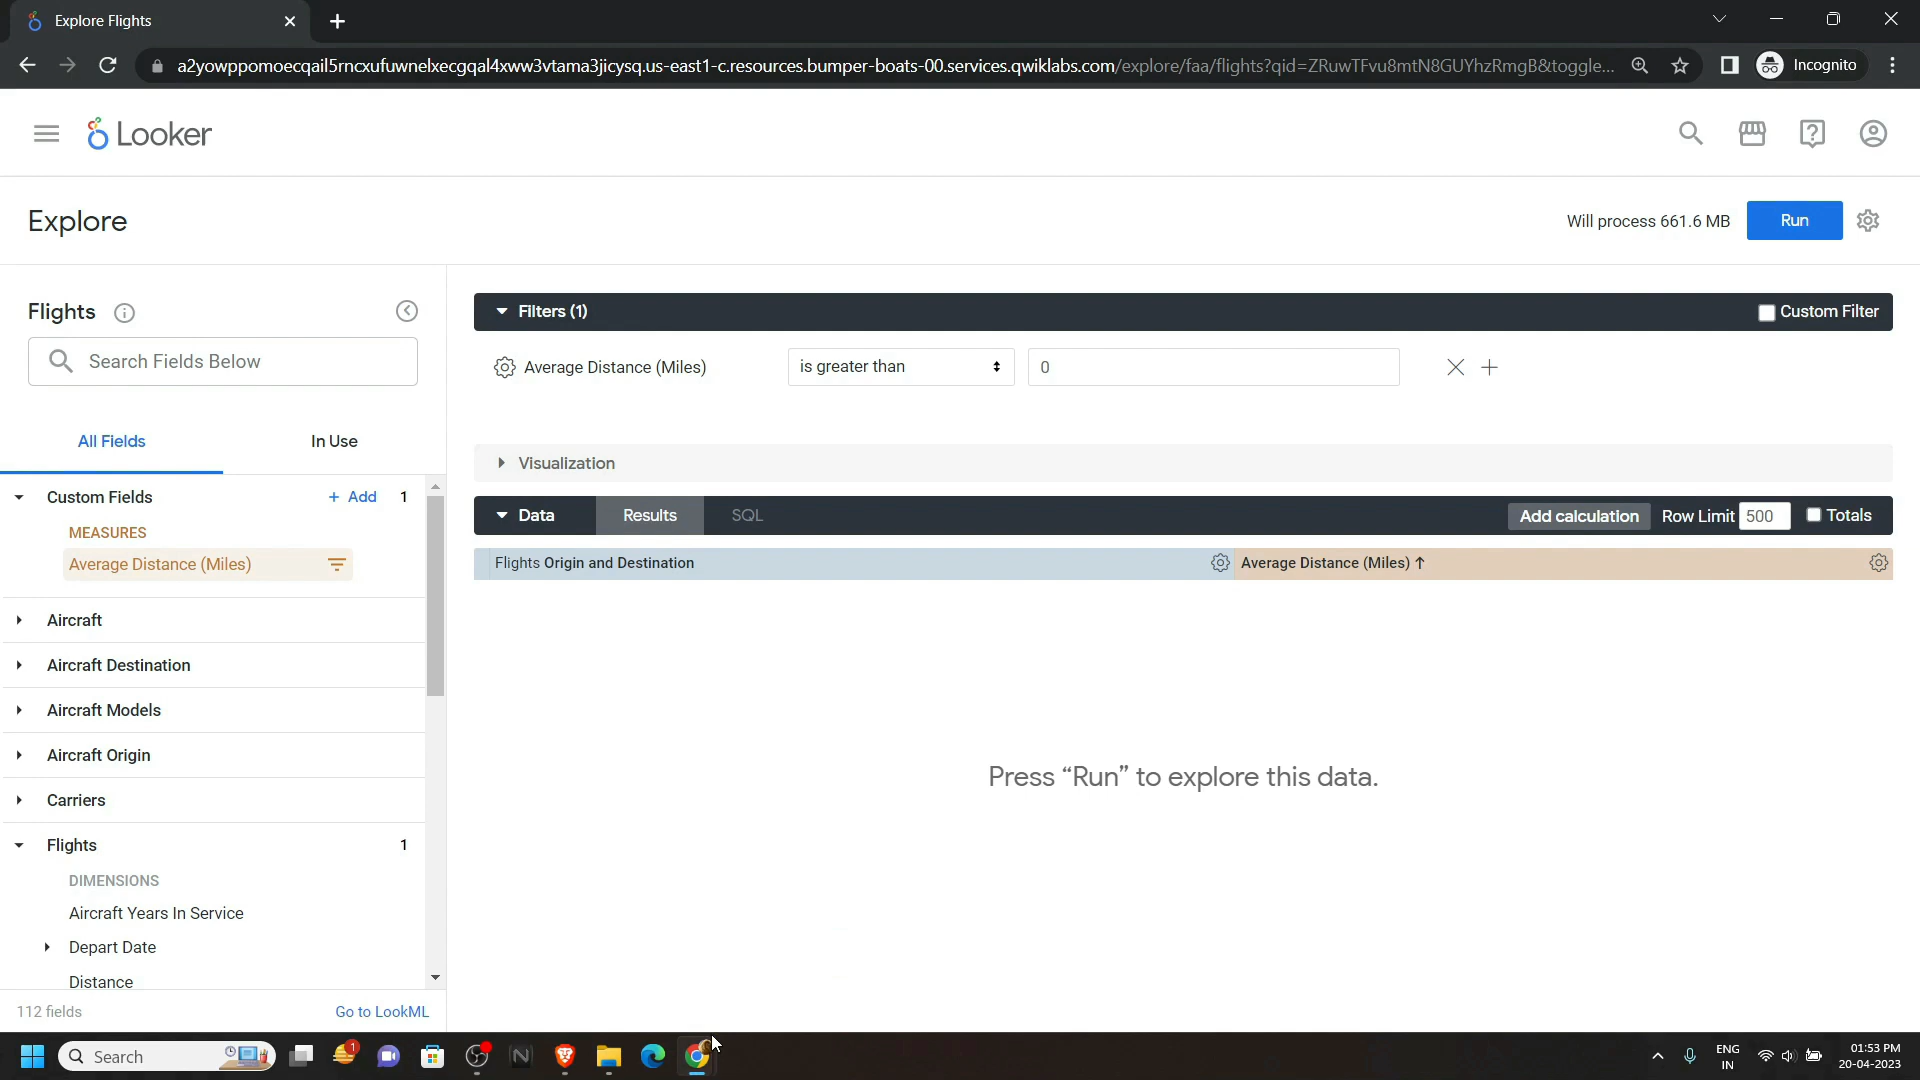 Explore Flights
a2yowppomoecqail5rncxufuwnelxecgqal4xww3vtama3jicysq.us-east1-c.resources.bumper-boats-00.services.qwiklabs.com/explore/faa/flights?qid=ZRuwTFvu8mtN8GUYhzRmgB&toggle...
Incognito
Looker
Explore
Will process 661.6 MB
Run
Flights
Search Fields Below
All Fields
In Use
Custom Fields
+ Add
1
MEASURES
Average Distance (Miles)
Aircraft
Aircraft Destination
Aircraft Models
Aircraft Origin
Carriers
Flights
1
DIMENSIONS
Aircraft Years In Service
Depart Date
Distance
112 fields
Go to LookML
Filters (1)
Custom Filter
Average Distance (Miles)
is greater than
0
Visualization
Data
Results
SQL
Add calculation
Row Limit
500
Totals
Flights Origin and Destination
Average Distance (Miles) ↑
Press “Run” to explore this data.
Search
1
ENG
IN
01:53 PM
20-04-2023